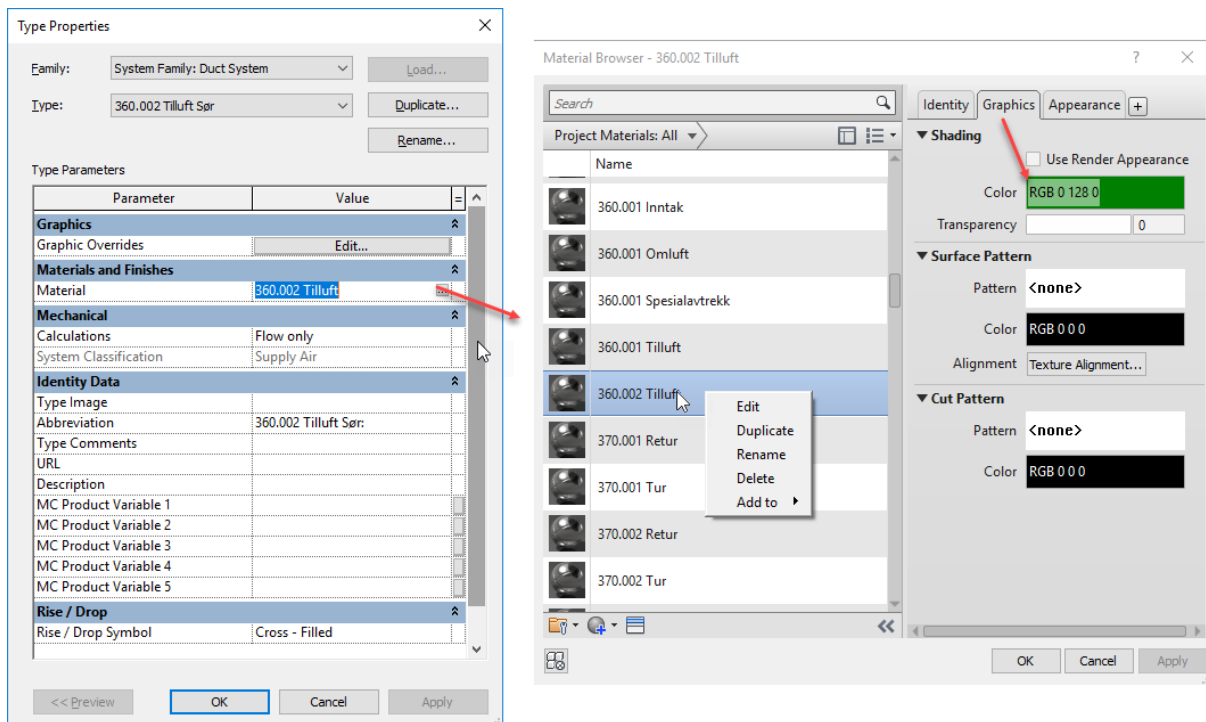 Type Properties
Family: System Family: Duct System Load...
Type: 360.002 Tilluft Sør Duplicate...
Rename...
Type Parameters
Parameter Value =
Graphics
Graphic Overrides Edit...
Materials and Finishes
Material 360.002 Tilluft ...
Mechanical
Calculations Flow only
System Classification Supply Air
Identity Data
Type Image
Abbreviation 360.002 Tilluft Sør:
Type Comments
URL
Description
MC Product Variable 1
MC Product Variable 2
MC Product Variable 3
MC Product Variable 4
MC Product Variable 5
Rise / Drop
Rise / Drop Symbol Cross - Filled
<< Preview OK Cancel Apply
Material Browser - 360.002 Tilluft ?
Search
Project Materials: All
Name
360.001 Inntak
360.001 Omluft
360.001 Spesialavtrekk
360.001 Tilluft
360.002 Tilluft
370.001 Retur
370.001 Tur
370.002 Retur
370.002 Tur
Edit
Duplicate
Rename
Delete
Add to
Identity Graphics Appearance +
Shading
Use Render Appearance
Color RGB 0 128 0
Transparency 0
Surface Pattern
Pattern <none>
Color RGB 0 0 0
Alignment Texture Alignment...
Cut Pattern
Pattern <none>
Color RGB 0 0 0
OK Cancel Apply